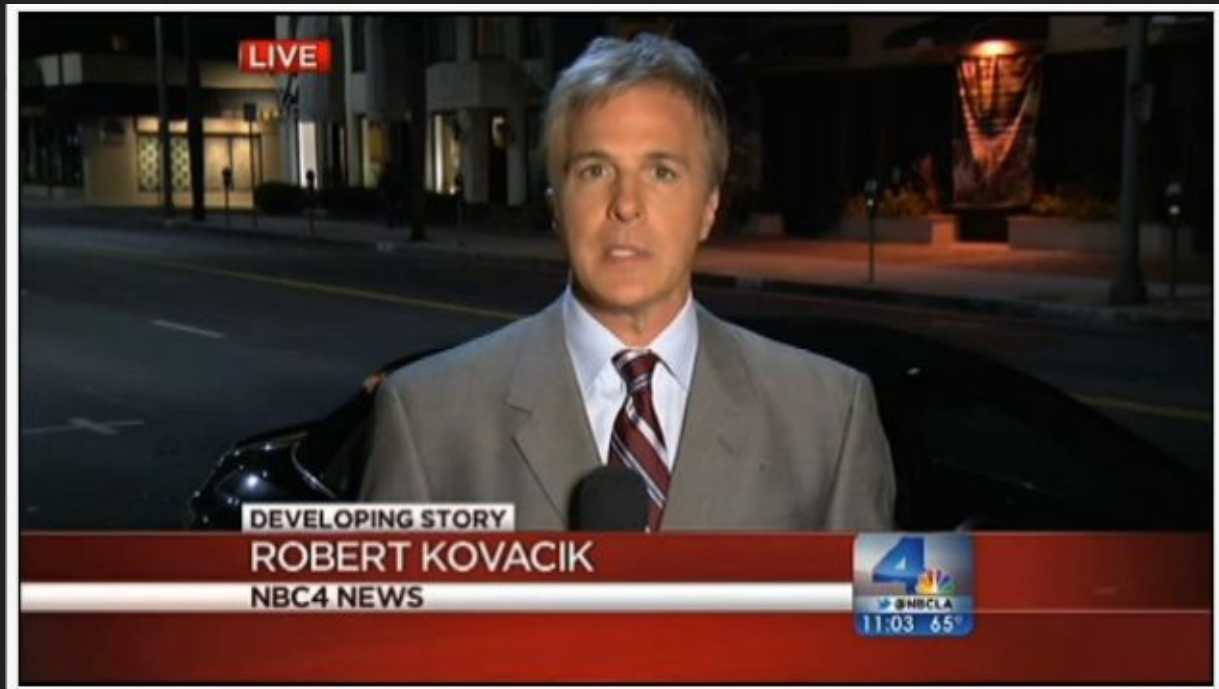 LIVE
DEVELOPING STORY
ROBERT KOVACIK
NBC4 NEWS
4
@NBCLA
11:03 65°